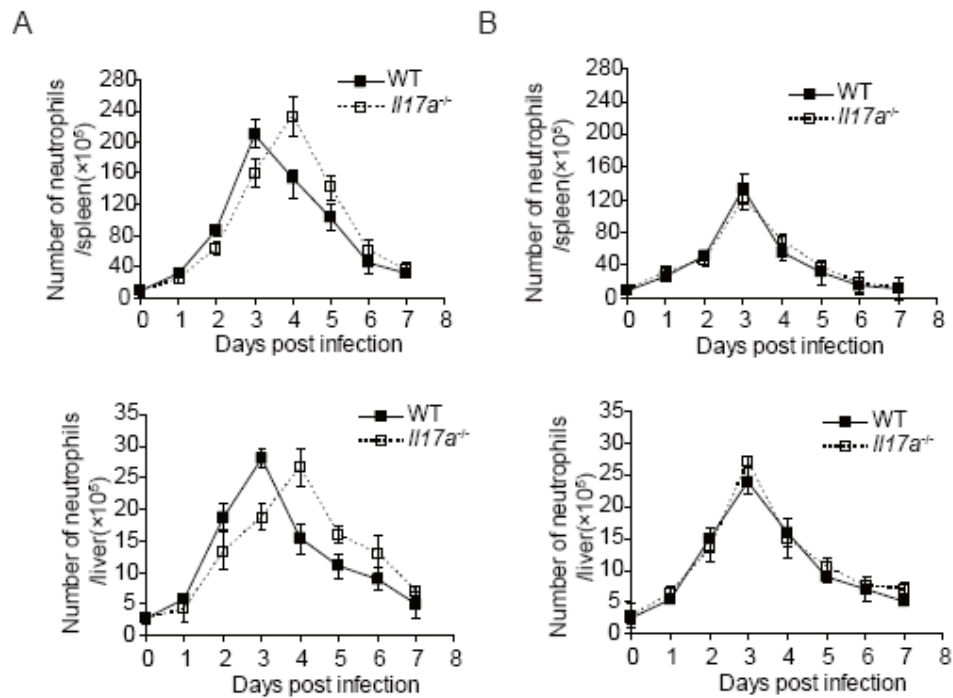 A
280
240
200
160
120
80
40
0
0 1 2 3 4 5 6 7 8
Number of neutrophils
/spleen(×10⁵)
Days post infection
WT
Il17a⁻/⁻
B
280
240
200
160
120
80
40
0
0 1 2 3 4 5 6 7 8
Number of neutrophils
/spleen(×10⁵)
Days post infection
WT
Il17a⁻/⁻
35
30
25
20
15
10
5
0
0 1 2 3 4 5 6 7 8
Number of neutrophils
/liver(×10⁵)
Days post infection
WT
Il17a⁻/⁻
35
30
25
20
15
10
5
0
0 1 2 3 4 5 6 7 8
Number of neutrophils
/liver(×10⁵)
Days post infection
WT
Il17a⁻/⁻